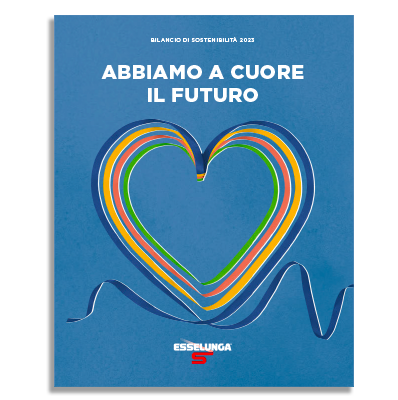 BILANCIO DI SOSTENIBILITÀ 2023
ABBIAMO A CUORE
IL FUTURO
ESSELUNGA
S